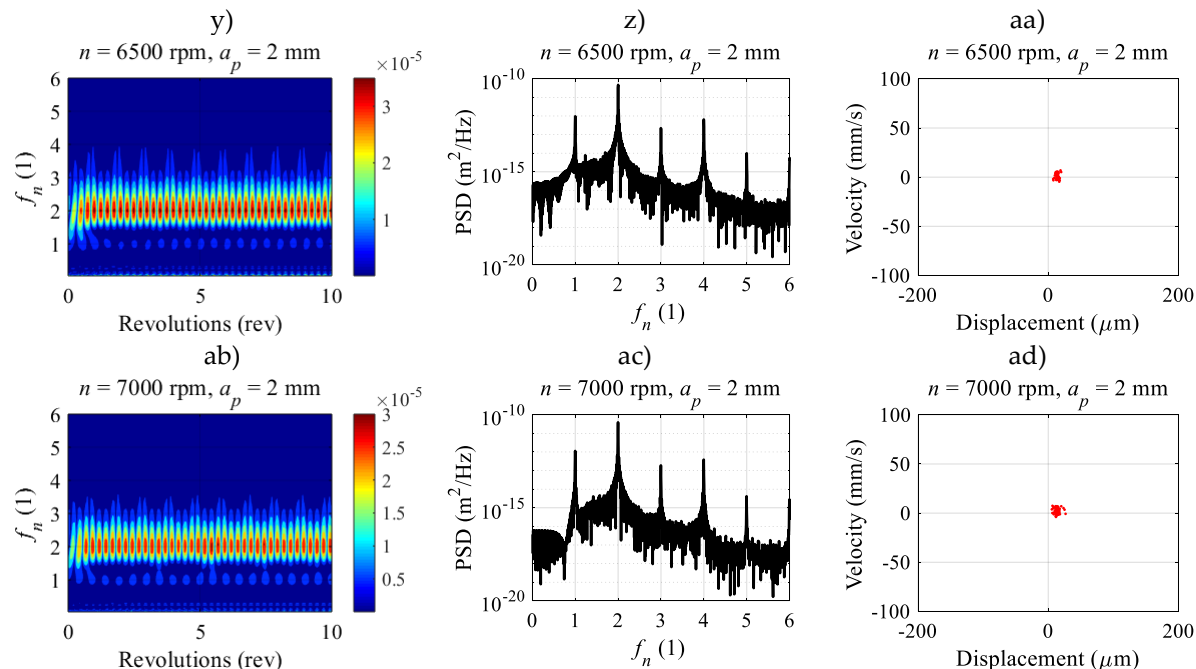 y)
n = 6500 rpm, a_p = 2 mm
×10^-5
6
5
4
3
2
1
f_n (1)
3
2
1
0 5 10
Revolutions (rev)
z)
n = 6500 rpm, a_p = 2 mm
10^-10
10^-15
10^-20
PSD (m^2/Hz)
0 1 2 3 4 5 6
f_n (1)
aa)
n = 6500 rpm, a_p = 2 mm
100
50
0
-50
-100
Velocity (mm/s)
-200 0 200
Displacement (μm)
ab)
n = 7000 rpm, a_p = 2 mm
×10^-5
6
5
4
3
2
1
f_n (1)
3
2.5
2
1.5
1
0.5
0 5 10
Revolutions (rev)
ac)
n = 7000 rpm, a_p = 2 mm
10^-10
10^-15
10^-20
PSD (m^2/Hz)
0 1 2 3 4 5 6
f_n (1)
ad)
n = 7000 rpm, a_p = 2 mm
100
50
0
-50
-100
Velocity (mm/s)
-200 0 200
Displacement (μm)